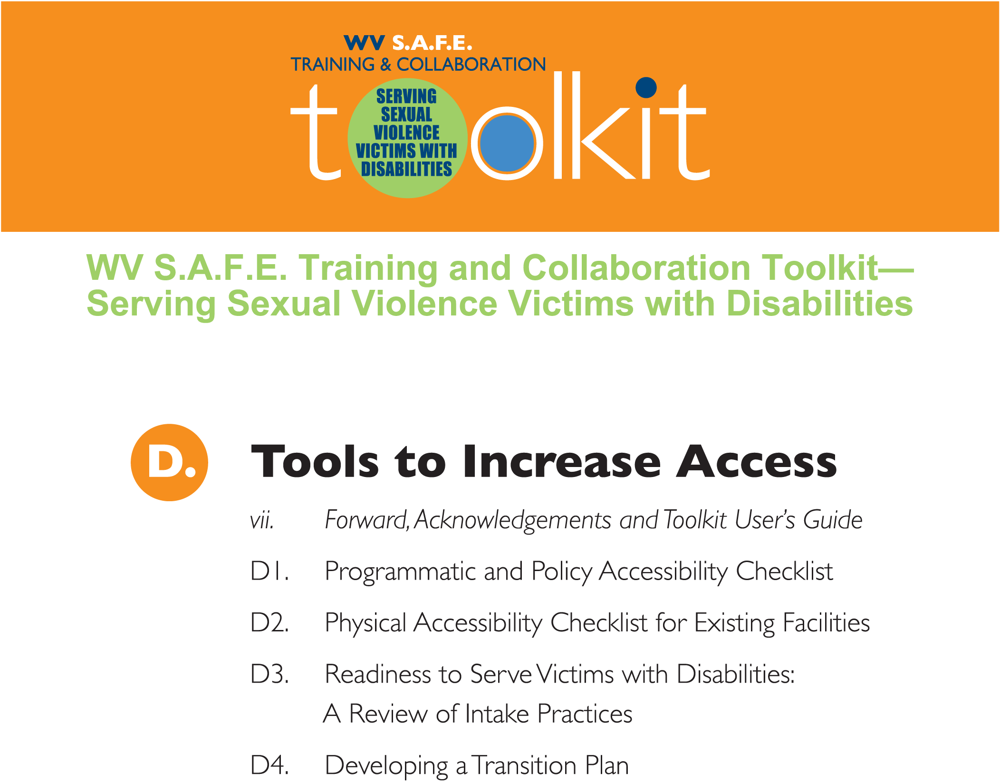 WV S.A.F.E.
TRAINING & COLLABORATION
toolkit
SERVING
SEXUAL
VIOLENCE
VICTIMS WITH
DISABILITIES
WV S.A.F.E. Training and Collaboration Toolkit—
Serving Sexual Violence Victims with Disabilities
D. Tools to Increase Access
vii. Forward, Acknowledgements and Toolkit User’s Guide
D1. Programmatic and Policy Accessibility Checklist
D2. Physical Accessibility Checklist for Existing Facilities
D3. Readiness to Serve Victims with Disabilities:
A Review of Intake Practices
D4. Developing a Transition Plan